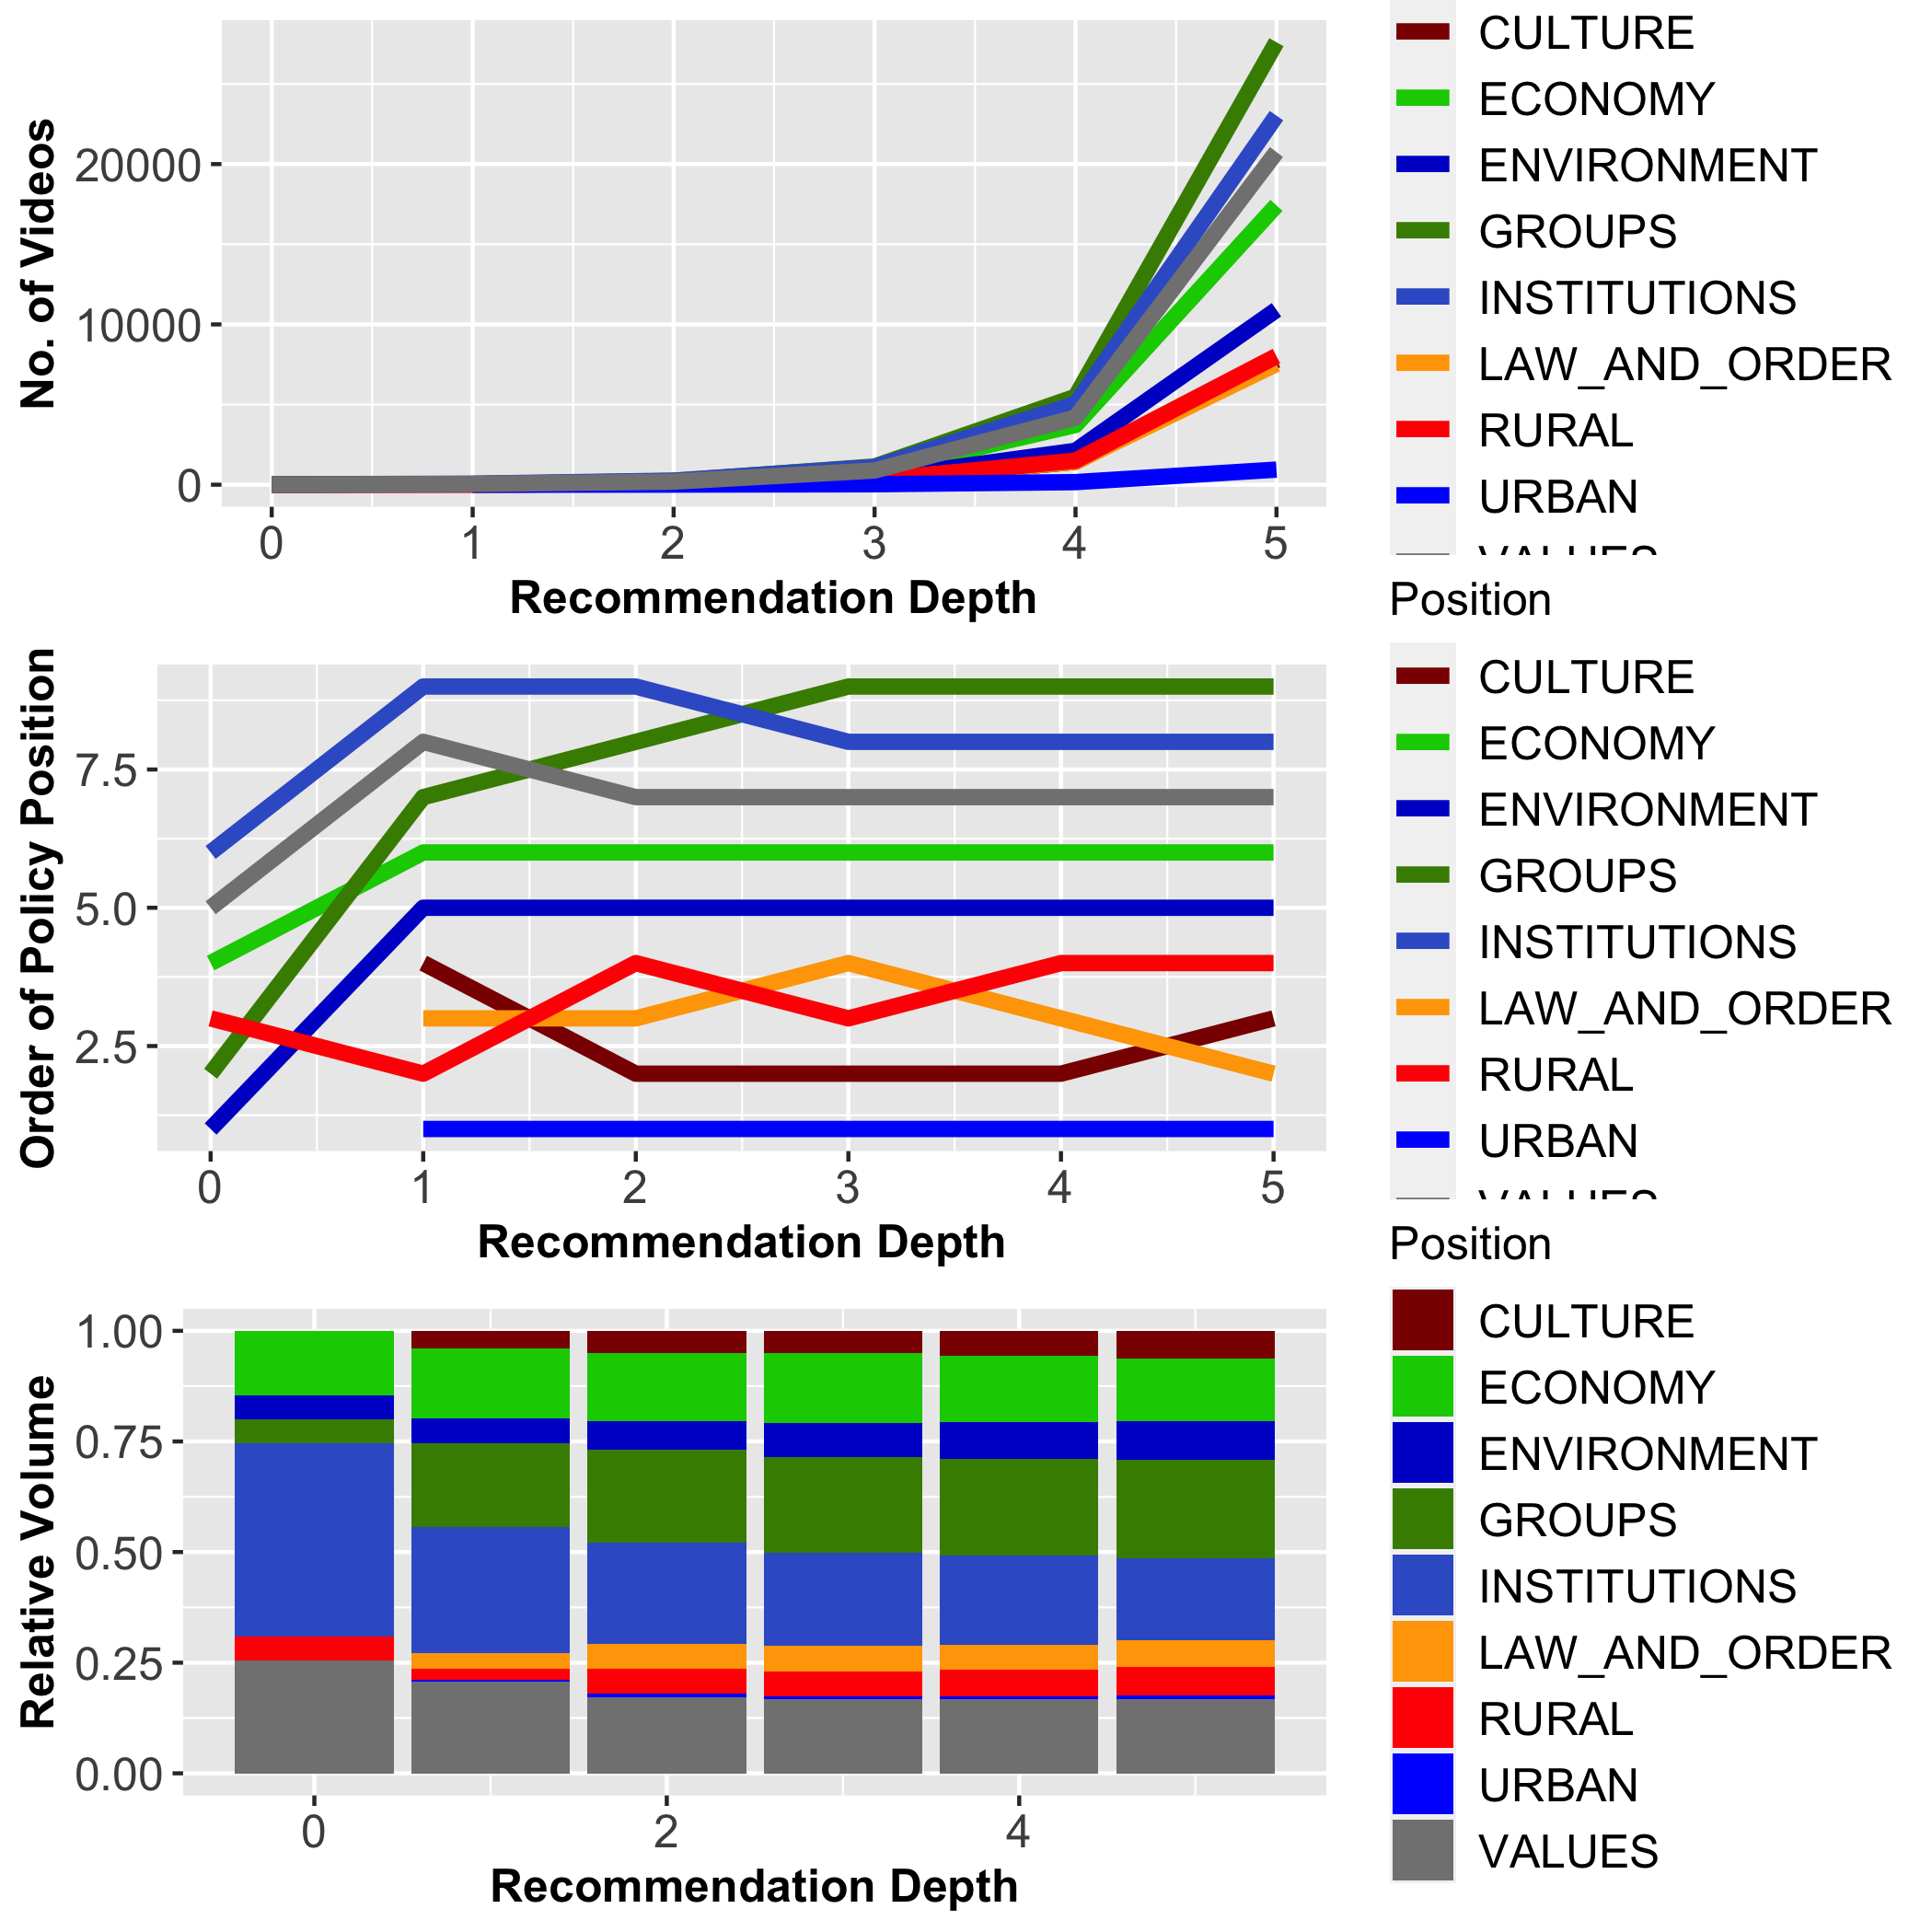 No. of Videos
20000
10000
0
0 1 2 3 4 5
Recommendation Depth
CULTURE
ECONOMY
ENVIRONMENT
GROUPS
INSTITUTIONS
LAW_AND_ORDER
RURAL
URBAN
VALUES
Position
Order of Policy Position
7.5
5.0
2.5
0 1 2 3 4 5
Recommendation Depth
CULTURE
ECONOMY
ENVIRONMENT
GROUPS
INSTITUTIONS
LAW_AND_ORDER
RURAL
URBAN
VALUES
Position
Relative Volume
1.00
0.75
0.50
0.25
0.00
0 2 4
Recommendation Depth
CULTURE
ECONOMY
ENVIRONMENT
GROUPS
INSTITUTIONS
LAW_AND_ORDER
RURAL
URBAN
VALUES